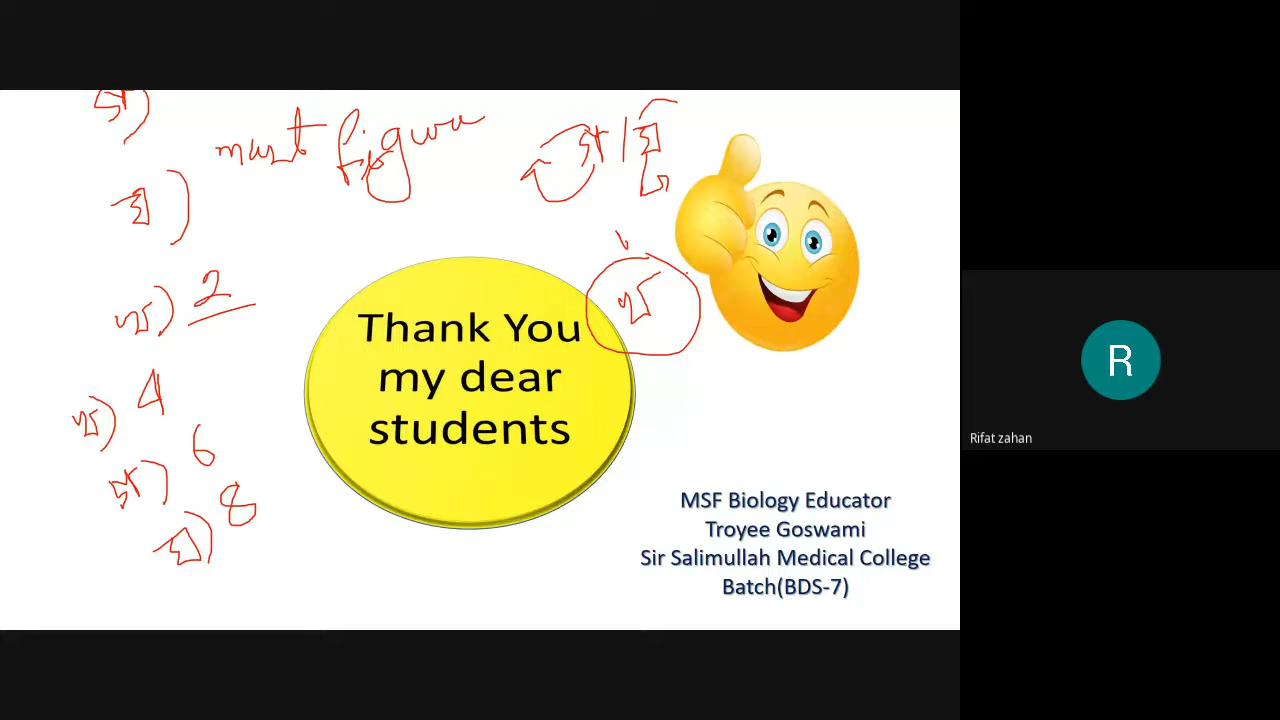 গ)
must figure
গ/ঘ
ঘ)
খ) 2
খ
Thank You
my dear
students
খ) 4
গ) 6
ঘ) 8
Rifat zahan
R
MSF Biology Educator
Troyee Goswami
Sir Salimullah Medical College
Batch(BDS-7)